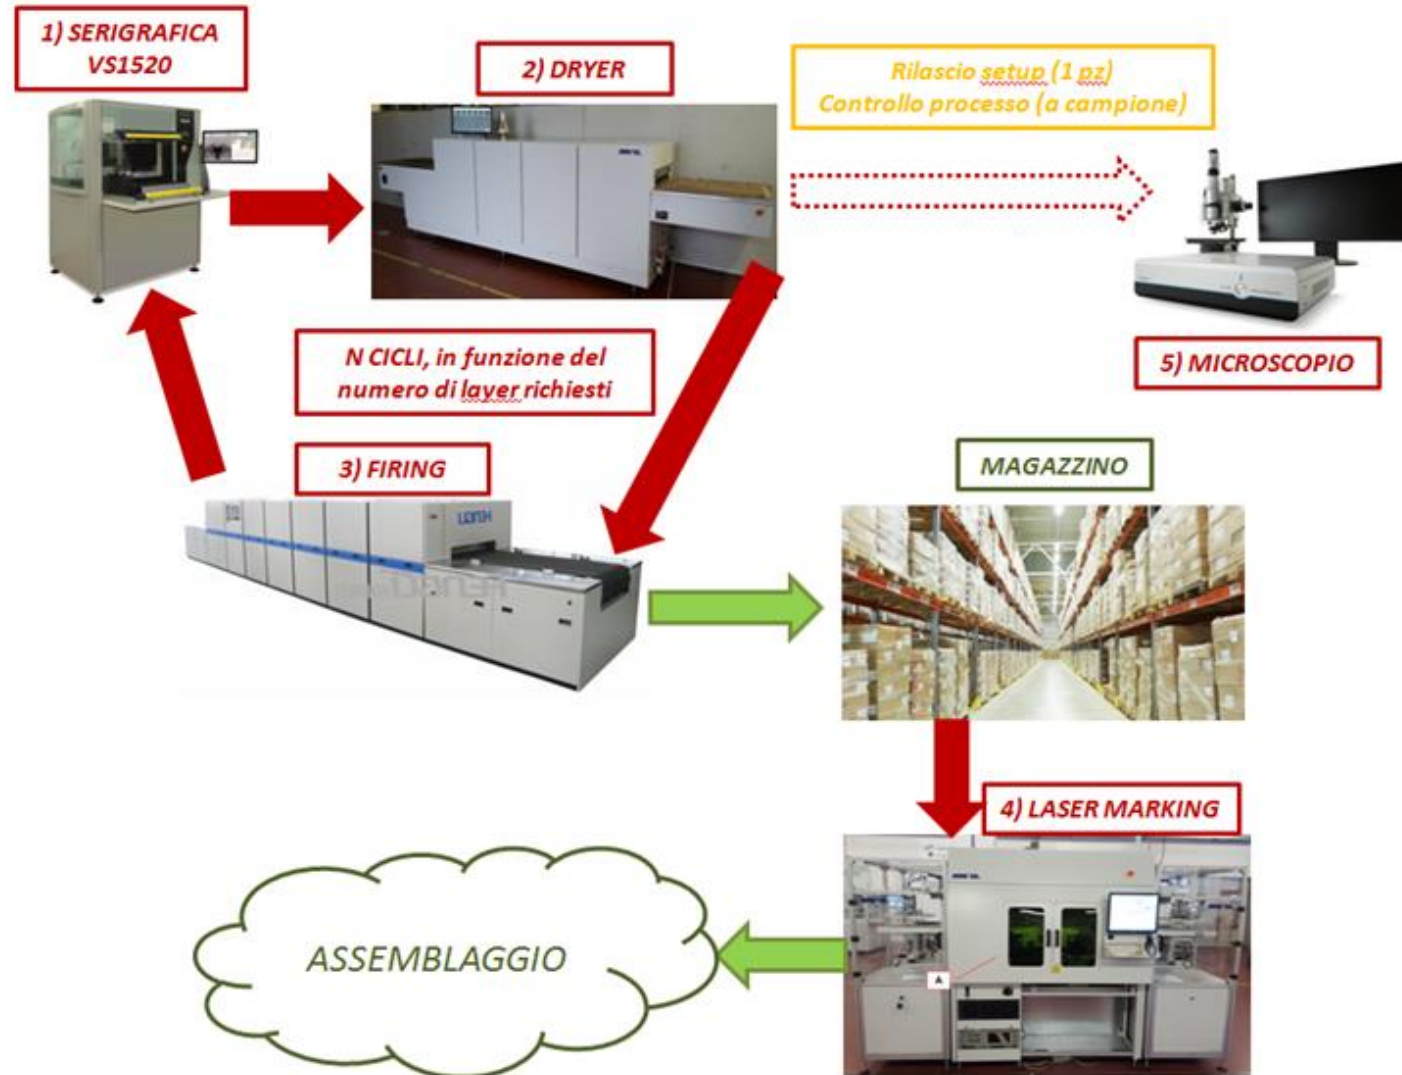 1) SERIGRAFICA
VS1520
2) DRYER
Rilascio setup (1 pz)
Controllo processo (a campione)
5) MICROSCOPIO
N CICLI, in funzione del
numero di layer richiesti
3) FIRING
MAGAZZINO
4) LASER MARKING
ASSEMBLAGGIO
A